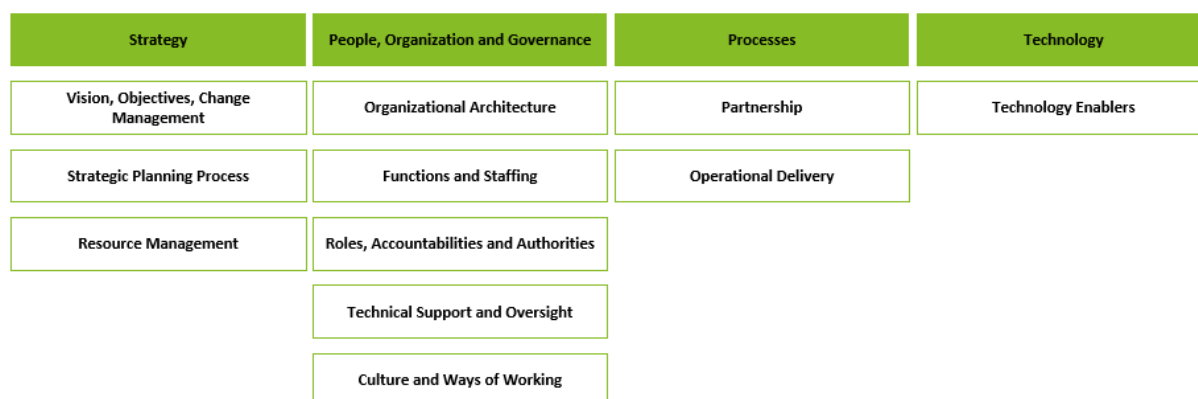 Strategy
People, Organization and Governance
Processes
Technology
Vision, Objectives, Change
Management
Organizational Architecture
Partnership
Technology Enablers
Strategic Planning Process
Functions and Staffing
Operational Delivery
Resource Management
Roles, Accountabilities and Authorities
Technical Support and Oversight
Culture and Ways of Working